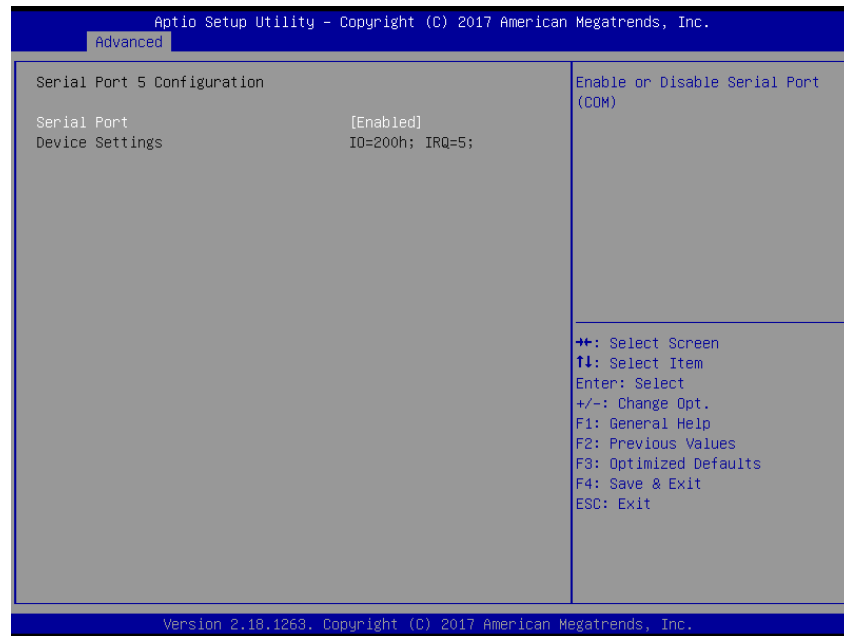 Aptio Setup Utility – Copyright (C) 2017 American Megatrends, Inc.
Advanced
Serial Port 5 Configuration
Serial Port [Enabled]
Device Settings IO=200h; IRQ=5;
Enable or Disable Serial Port
(COM)
→←: Select Screen
↑↓: Select Item
Enter: Select
+/-: Change Opt.
F1: General Help
F2: Previous Values
F3: Optimized Defaults
F4: Save & Exit
ESC: Exit
Version 2.18.1263. Copyright (C) 2017 American Megatrends, Inc.